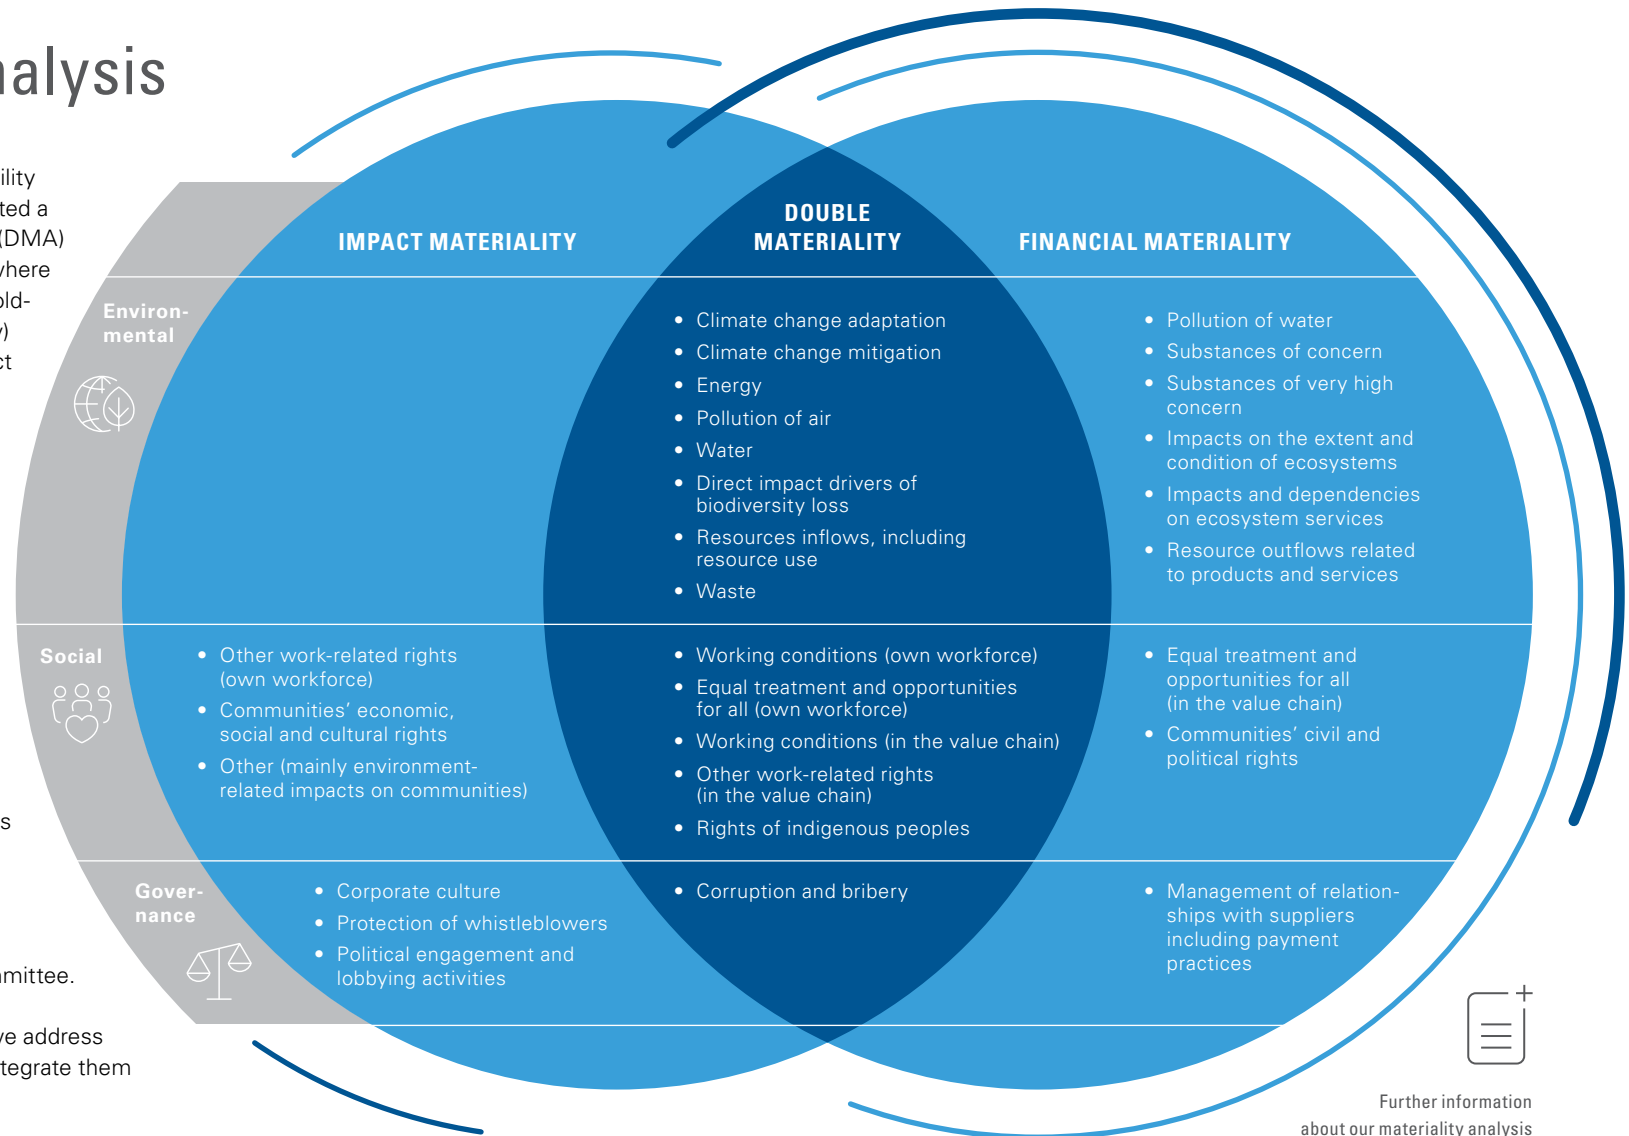 nalysis
ility
ted a
(DMA)
where
old-
y)
ct
s
mmittee.
ve address
ntegrate them
IMPACT MATERIALITY
DOUBLE
MATERIALITY
FINANCIAL MATERIALITY
Environ-
mental
• Climate change adaptation
• Climate change mitigation
• Energy
• Pollution of air
• Water
• Direct impact drivers of
biodiversity loss
• Resources inflows, including
resource use
• Waste
• Pollution of water
• Substances of concern
• Substances of very high
concern
• Impacts on the extent and
condition of ecosystems
• Impacts and dependencies
on ecosystem services
• Resource outflows related
to products and services
Social
• Other work-related rights
(own workforce)
• Communities’ economic,
social and cultural rights
• Other (mainly environment-
related impacts on communities)
• Working conditions (own workforce)
• Equal treatment and opportunities
for all (own workforce)
• Working conditions (in the value chain)
• Other work-related rights
(in the value chain)
• Rights of indigenous peoples
• Equal treatment and
opportunities for all
(in the value chain)
• Communities’ civil and
political rights
Gover-
nance
• Corporate culture
• Protection of whistleblowers
• Political engagement and
lobbying activities
• Corruption and bribery
• Management of relation-
ships with suppliers
including payment
practices
Further information
about our materiality analysis